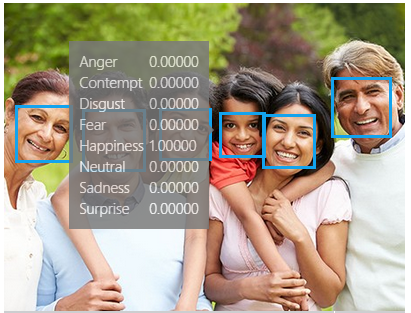 Anger 0.00000
Contempt 0.00000
Disgust 0.00000
Fear 0.00000
Happiness 1.00000
Neutral 0.00000
Sadness 0.00000
Surprise 0.00000